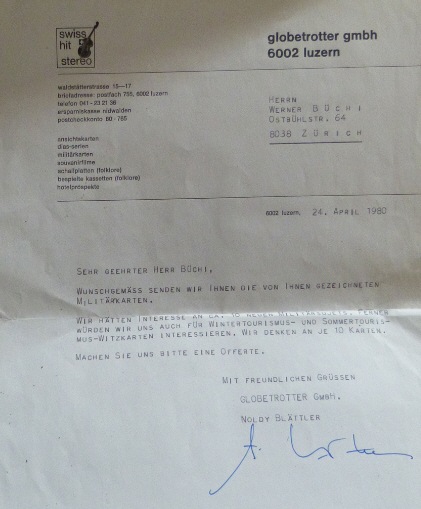 swiss
hit
stereo
globetrotter gmbh
6002 luzern
waldstätterstrasse 15–17
briefadresse: postfach 755, 6002 luzern
telefon 041 - 23 21 36
ersparniskasse nidwalden
postcheckkonto 60 - 785
ansichtskarten
dias-serien
militärkarten
souvenirfilme
schallplatten (folklore)
bespielte kassetten (folklore)
hotelprospekte
HERRN
WERNER BÜCHI
OSTBÜHLSTR. 64
8038 ZÜRICH
6002 luzern, 24. APRIL 1980
SEHR GEEHRTER HERR BÜCHI,
WUNSCHGEMÄSS SENDEN WIR IHNEN DIE VON IHNEN GEZEICHNETEN
MILITÄRKARTEN.
WIR HÄTTEN INTERESSE AN CA. 10 NEUEN FERNER
WÜRDEN WIR UNS AUCH FÜR WINTERTOURISMUS- UND SOMMERTOURIS-
MUS-WITZKARTEN INTERESSIEREN. WIR DENKEN AN JE 10 KARTEN.
MACHEN SIE UNS BITTE EINE OFFERTE.
MIT FREUNDLICHEN GRÜSSEN
GLOBETROTTER GMBH.
NOLDY BLÄTTLER